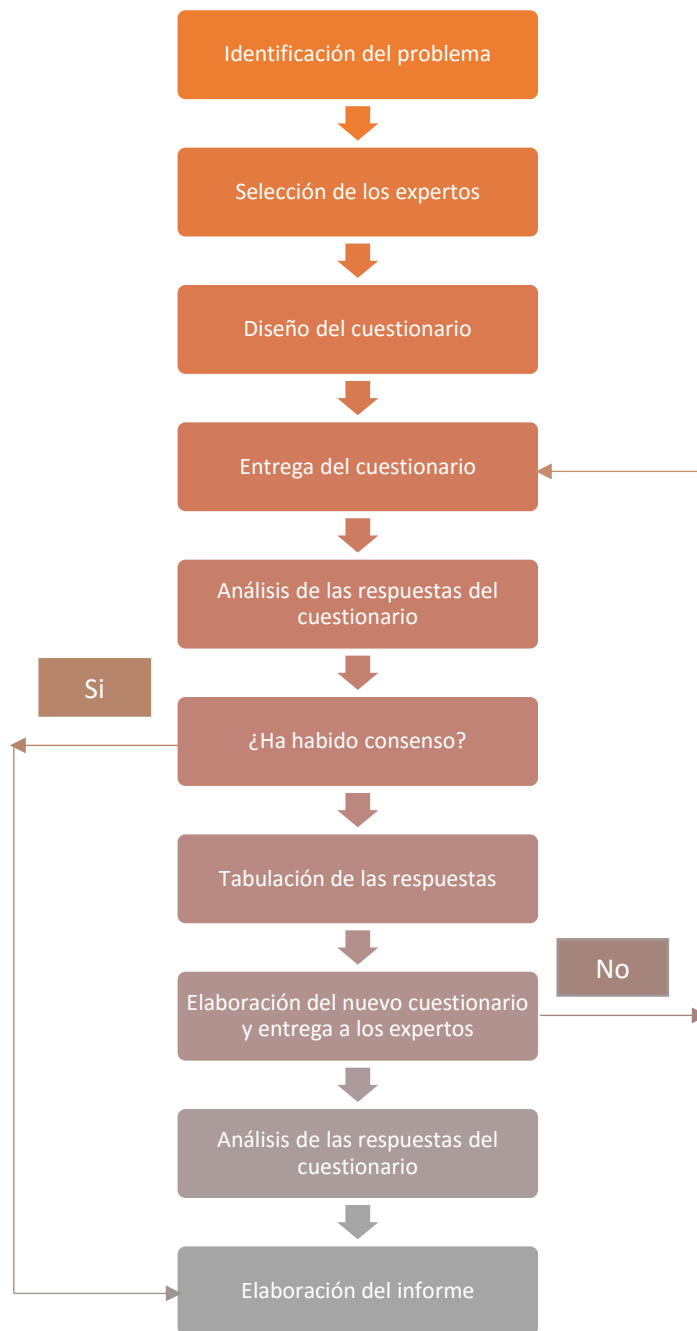 Identificación del problema
Selección de los expertos
Diseño del cuestionario
Entrega del cuestionario
Análisis de las respuestas del
cuestionario
Si
¿Ha habido consenso?
Tabulación de las respuestas
No
Elaboración del nuevo cuestionario
y entrega a los expertos
Análisis de las respuestas del
cuestionario
Elaboración del informe